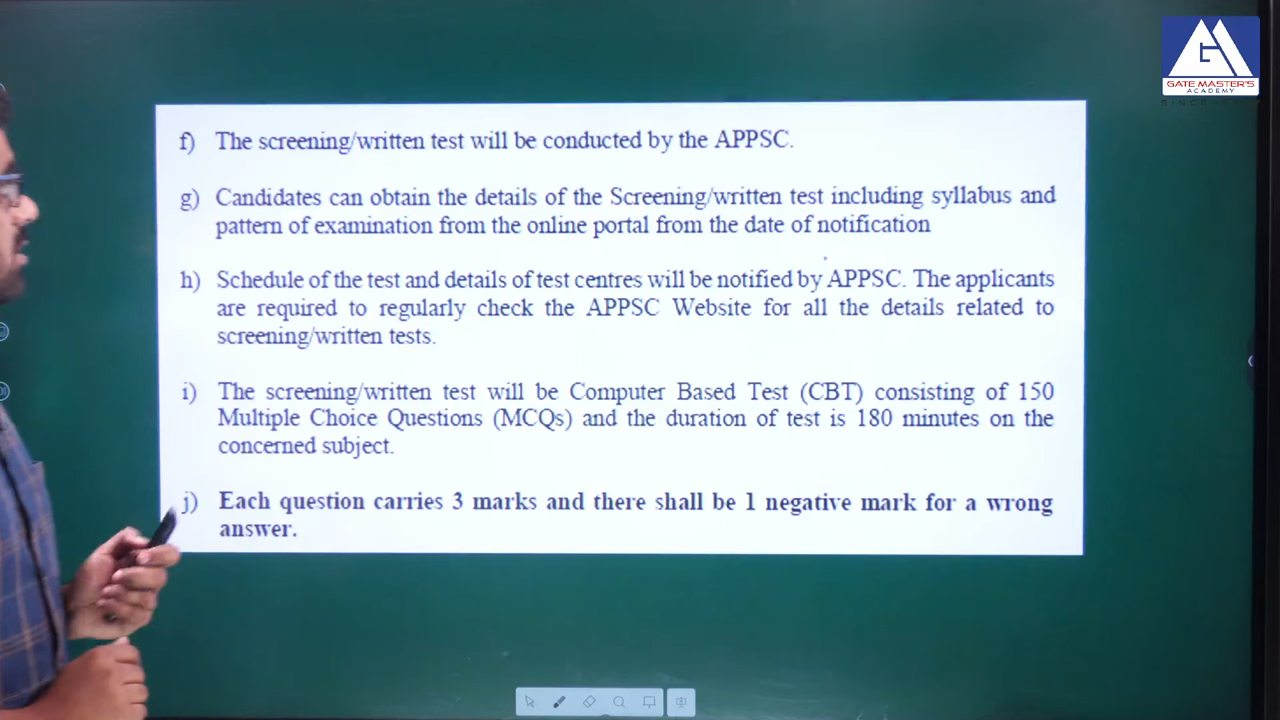 GATE MASTER'S
ACADEMY
f) The screening/written test will be conducted by the APPSC.
g) Candidates can obtain the details of the Screening/written test including syllabus and
pattern of examination from the online portal from the date of notification
h) Schedule of the test and details of test centres will be notified by APPSC. The applicants
are required to regularly check the APPSC Website for all the details related to
screening/written tests.
i) The screening/written test will be Computer Based Test (CBT) consisting of 150
Multiple Choice Questions (MCQs) and the duration of test is 180 minutes on the
concerned subject.
j) Each question carries 3 marks and there shall be 1 negative mark for a wrong
answer.